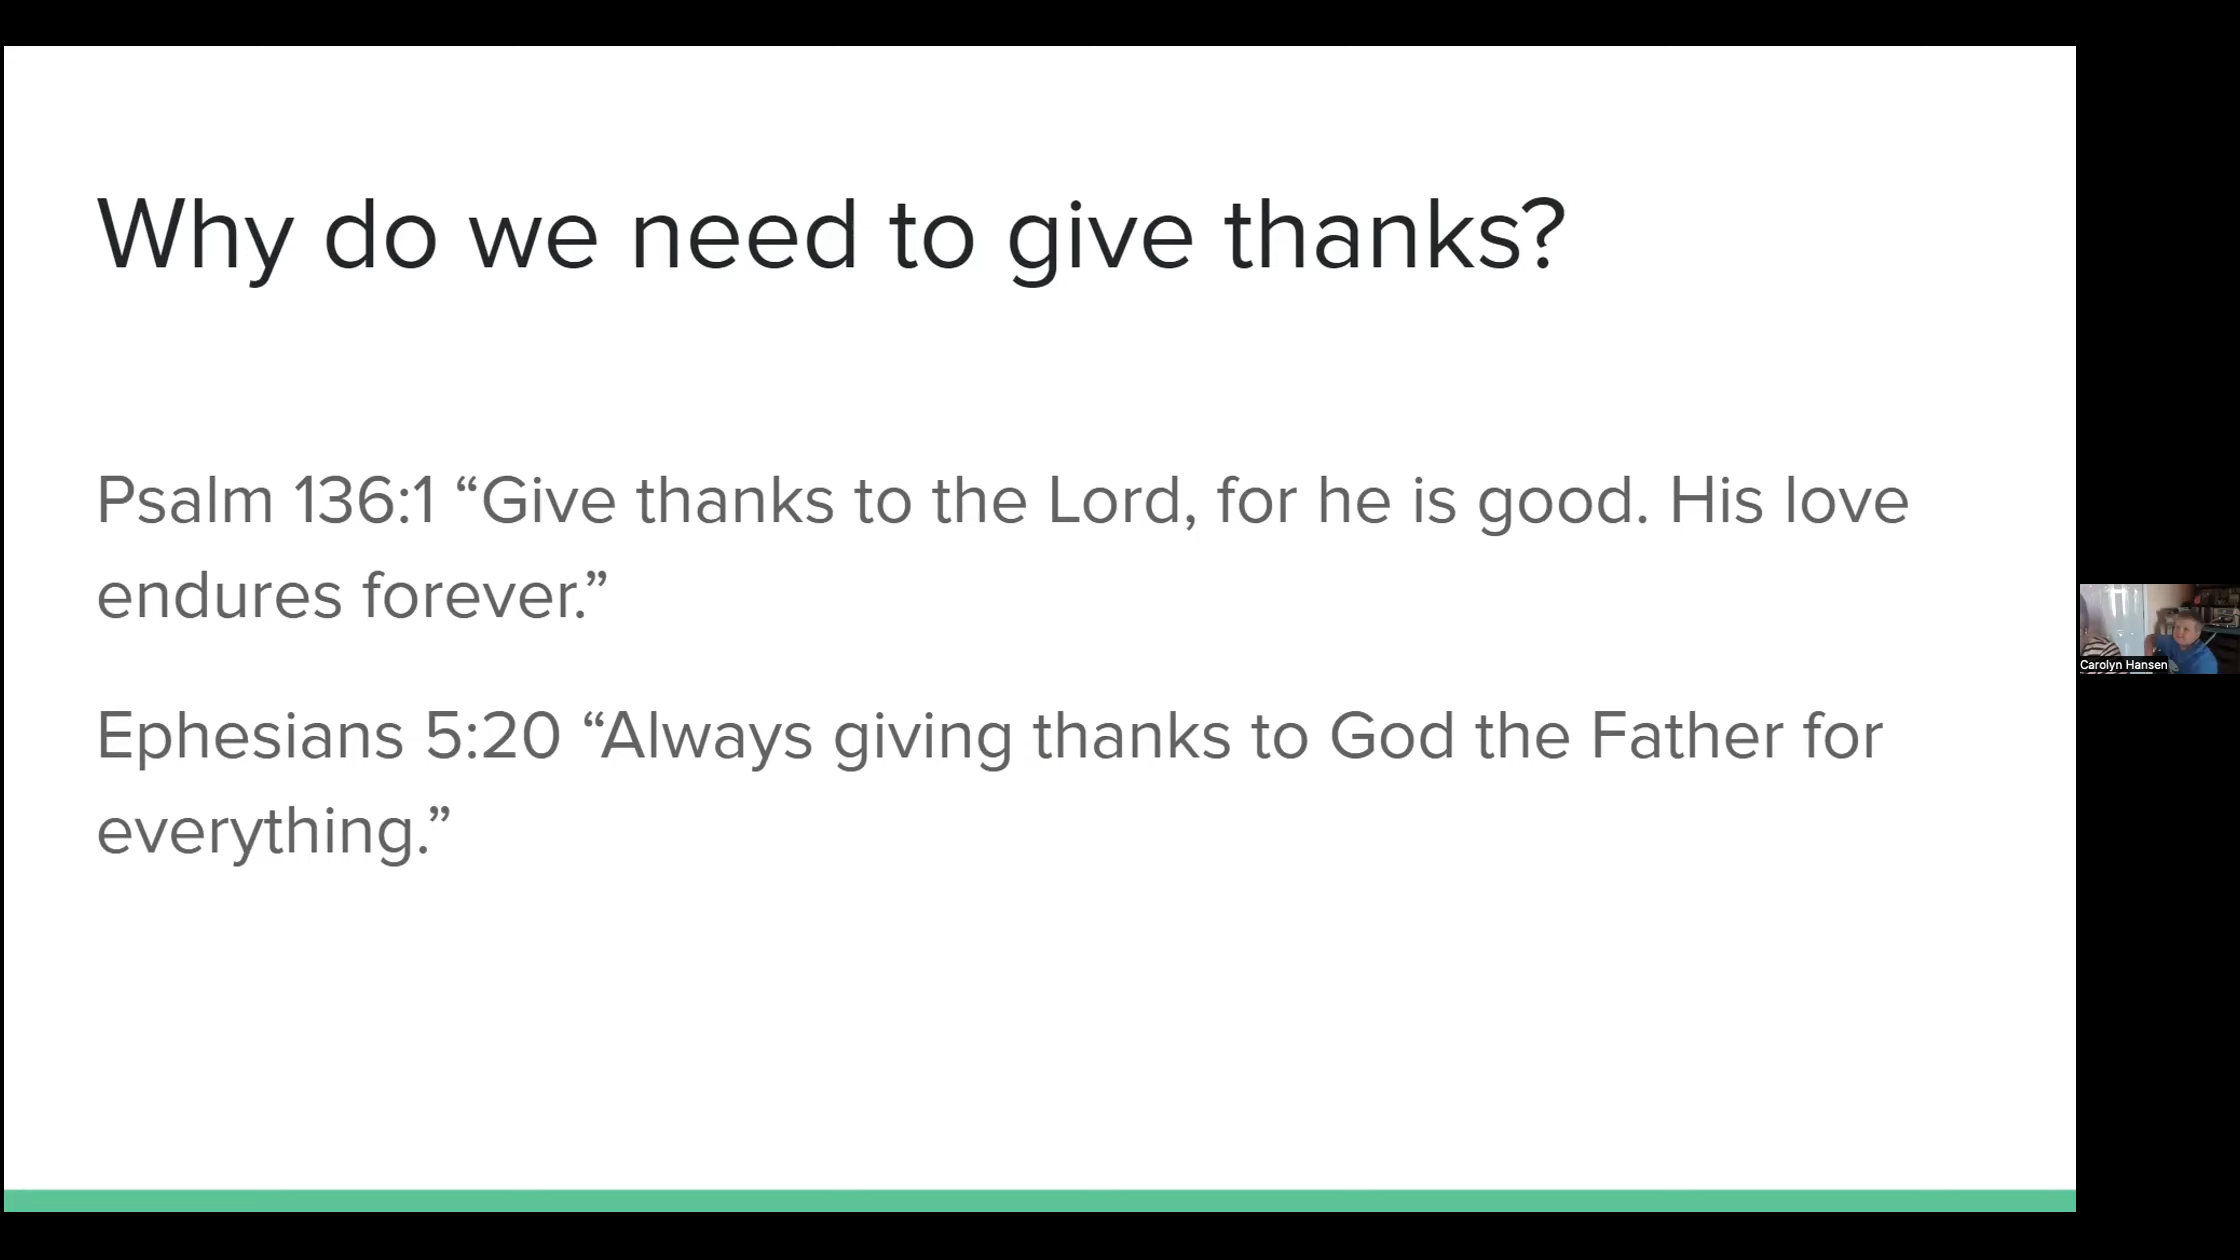 Why do we need to give thanks?
Psalm 136:1 “Give thanks to the Lord, for he is good. His love
endures forever.”
Ephesians 5:20 “Always giving thanks to God the Father for
everything.”
Carolyn Hansen